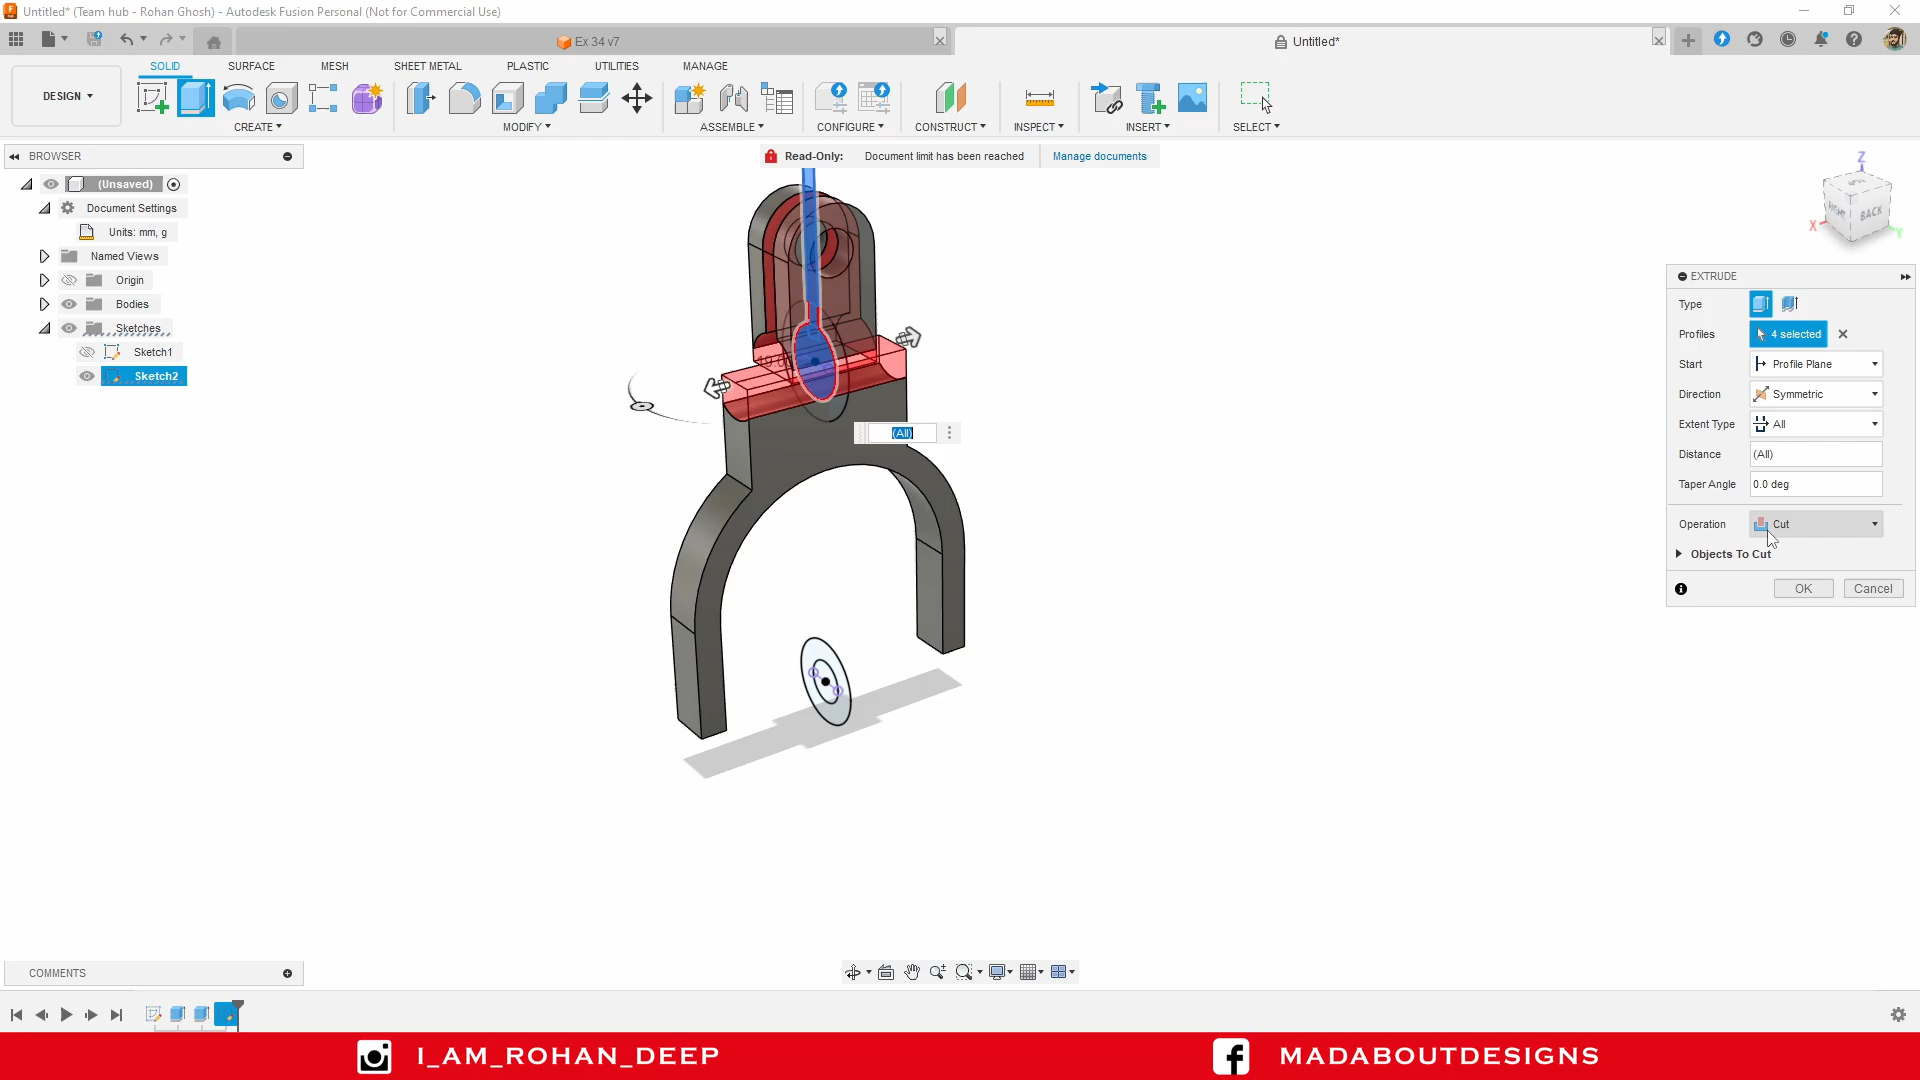 Untitled* (Team hub - Rohan Ghosh) - Autodesk Fusion Personal (Not for Commercial Use)
Ex 34 v7
Untitled*
DESIGN
SOLID
SURFACE
MESH
SHEET METAL
PLASTIC
UTILITIES
MANAGE
CREATE
MODIFY
ASSEMBLE
CONFIGURE
CONSTRUCT
INSPECT
INSERT
SELECT
BROWSER
Read-Only: Document limit has been reached Manage documents
(Unsaved)
Document Settings
Units: mm, g
Named Views
Origin
Bodies
Sketches
Sketch1
Sketch2
Z
RIGHT
BACK
X
Y
(All)
EXTRUDE
Type
Profiles 4 selected
Start Profile Plane
Direction Symmetric
Extent Type All
Distance (All)
Taper Angle 0.0 deg
Operation Cut
Objects To Cut
OK Cancel
COMMENTS
I_AM_ROHAN_DEEP
MADABOUTDESIGNS